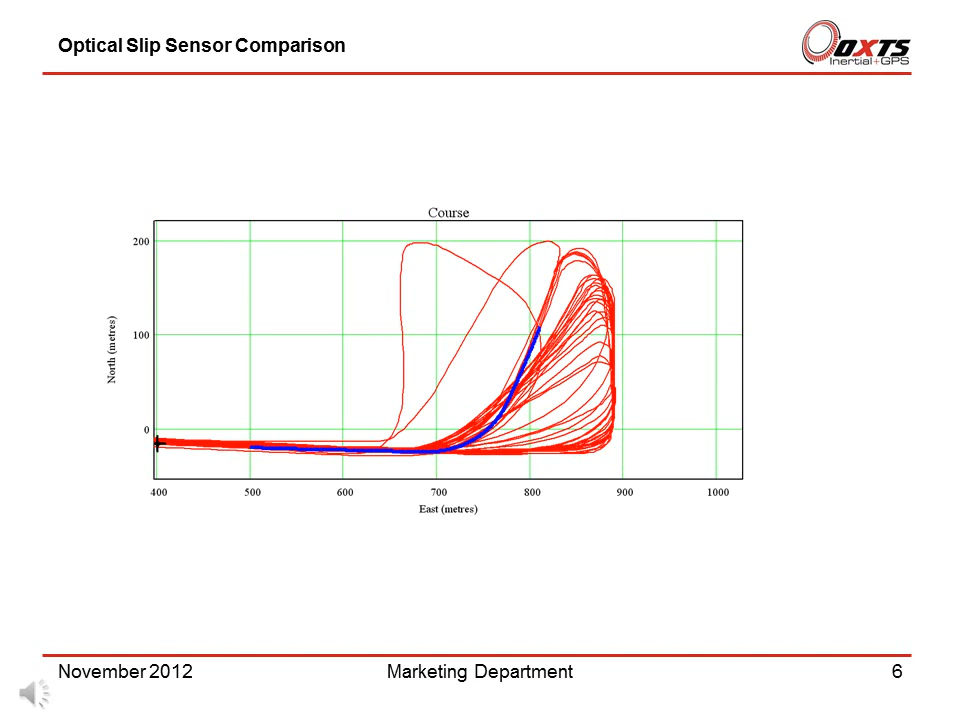 Optical Slip Sensor Comparison
OXTS
Inertial+GPS
Course
200
100
0
North (metres)
400 500 600 700 800 900 1000
East (metres)
November 2012 Marketing Department 6